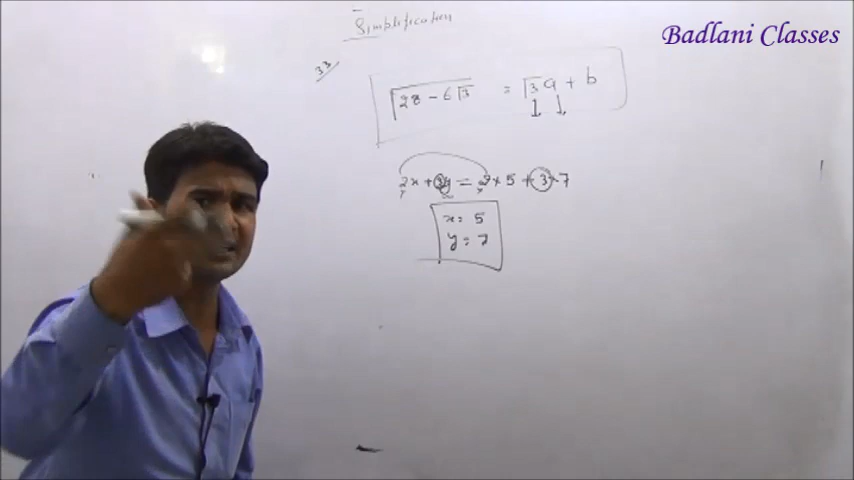 Simplification
Badlani Classes
33
√28 - 6√3 = √3 a + b
2x + 3y = 2 × 5 + 3 × 7
x = 5
y = 7